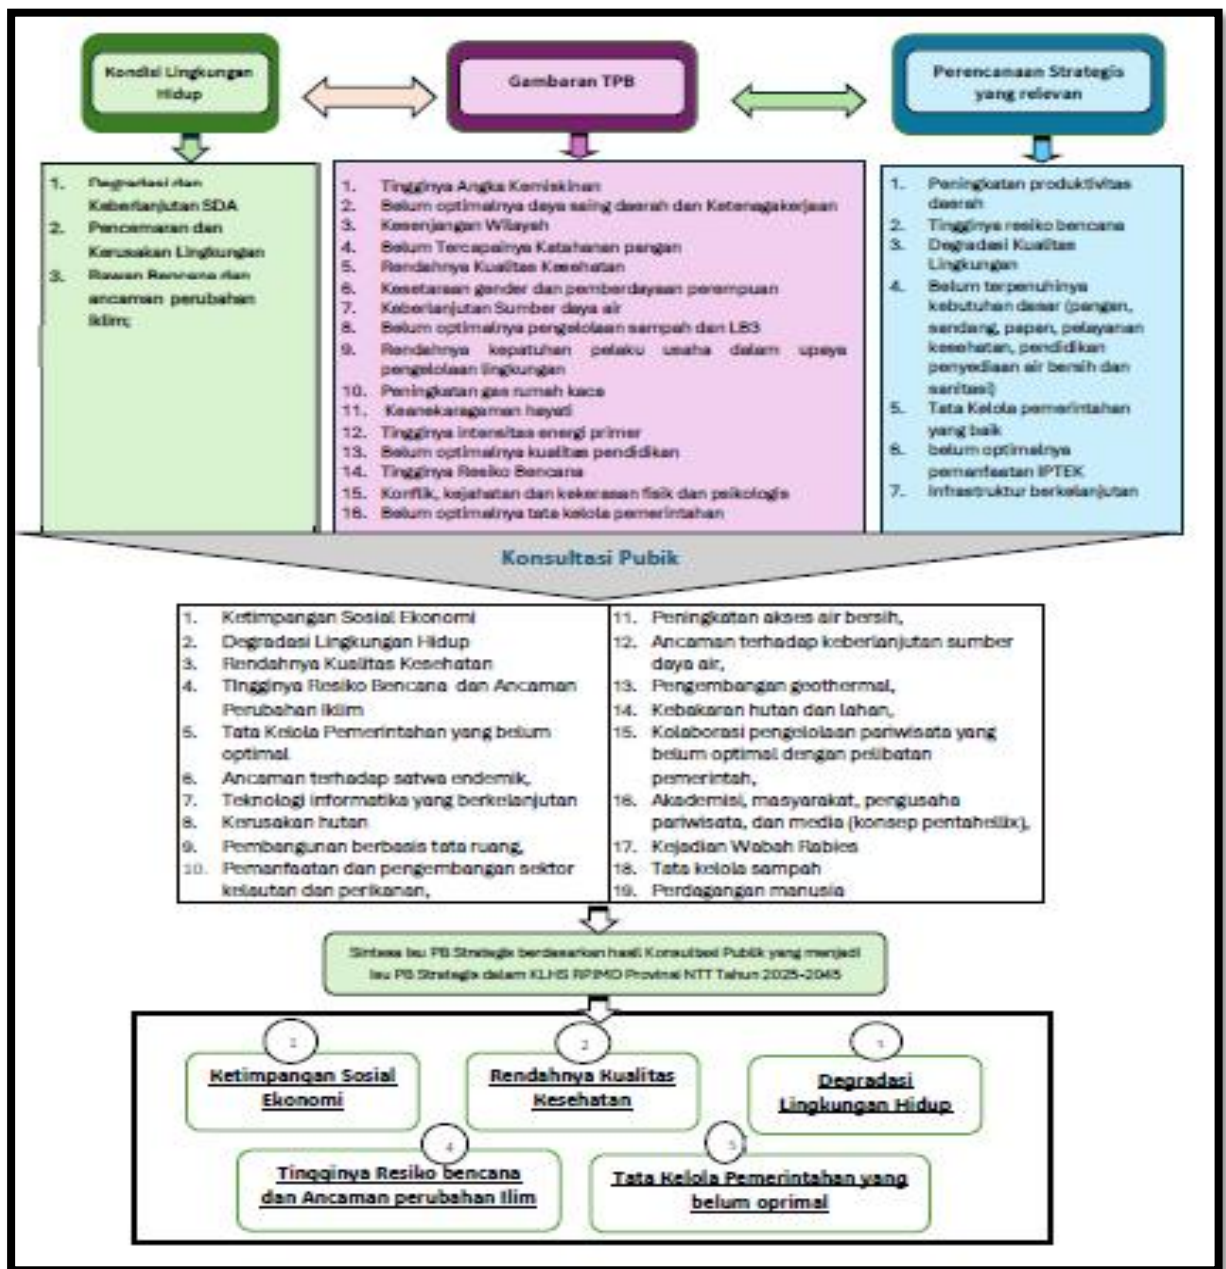 Kondisi Lingkungan
Hidup
Gambaran TPB
Perencanaan Strategis
yang relevan
1. Degradasi dan
Keberlanjutan SDA
2. Pencemaran dan
Kerusakan Lingkungan
3. Rawan Bencana dan
ancaman perubahan
Iklim;
1. Tingginya Angka Kemiskinan
2. Belum optimalnya daya saing daerah dan Ketenagakerjaan
3. Kesenjangan Wilayah
4. Belum Tercapainya Ketahanan pangan
5. Rendahnya Kualitas Kesehatan
6. Kesetaraan gender dan pemberdayaan perempuan
7. Keberlanjutan Sumber daya air
8. Belum optimalnya pengelolaan sampah dan LB3
9. Rendahnya kepatuhan pelaku usaha dalam upaya
pengelolaan lingkungan
10. Peningkatan gas rumah kaca
11. Keanekaragaman hayati
12. Tingginya intensitas energi primer
13. Belum optimalnya kualitas pendidikan
14. Tingginya Resiko Bencana
15. Konflik, kejahatan dan kekerasan fisik dan psikologis
16. Belum optimalnya tata kelola pemerintahan
1. Peningkatan produktivitas
daerah
2. Tingginya resiko bencana
3. Degradasi Kualitas
Lingkungan
4. Belum terpenuhinya
kebutuhan dasar (pangan,
sandang, papan, pelayanan
kesehatan, pendidikan
penyediaan air bersih dan
sanitasi)
5. Tata Kelola pemerintahan
yang baik
6. belum optimalnya
pemanfaatan IPTEK
7. Infrastruktur berkelanjutan
Konsultasi Pubik
1. Ketimpangan Sosial Ekonomi
2. Degradasi Lingkungan Hidup
3. Rendahnya Kualitas Kesehatan
4. Tingginya Resiko Bencana dan Ancaman
Perubahan Iklim
5. Tata Kelola Pemerintahan yang belum
optimal
6. Ancaman terhadap satwa endemik,
7. Teknologi informatika yang berkelanjutan
8. Kerusakan hutan
9. Pembangunan berbasis tata ruang,
10. Pemanfaatan dan pengembangan sektor
kelautan dan perikanan,
11. Peningkatan akses air bersih,
12. Ancaman terhadap keberlanjutan sumber
daya air,
13. Pengembangan geothermal,
14. Kebakaran hutan dan lahan,
15. Kolaborasi pengelolaan pariwisata yang
belum optimal dengan pelibatan
pemerintah,
16. Akademisi, masyarakat, pengusaha
pariwisata, dan media (konsep pentahellix),
17. Kejadian Wabah Rabies
18. Tata kelola sampah
19. Perdagangan manusia
Sintesa Isu PB Strategis berdasarkan hasil Konsultasi Publik yang menjadi
Isu PB Strategis dalam KLHS RPJMD Provinsi NTT Tahun 2025-2045
Ketimpangan Sosial
Ekonomi
2
Rendahnya Kualitas
Kesehatan
Degradasi
Lingkungan Hidup
4
Tingginya Resiko bencana
dan Ancaman perubahan Ilim
5
Tata Kelola Pemerintahan yang
belum oprimal